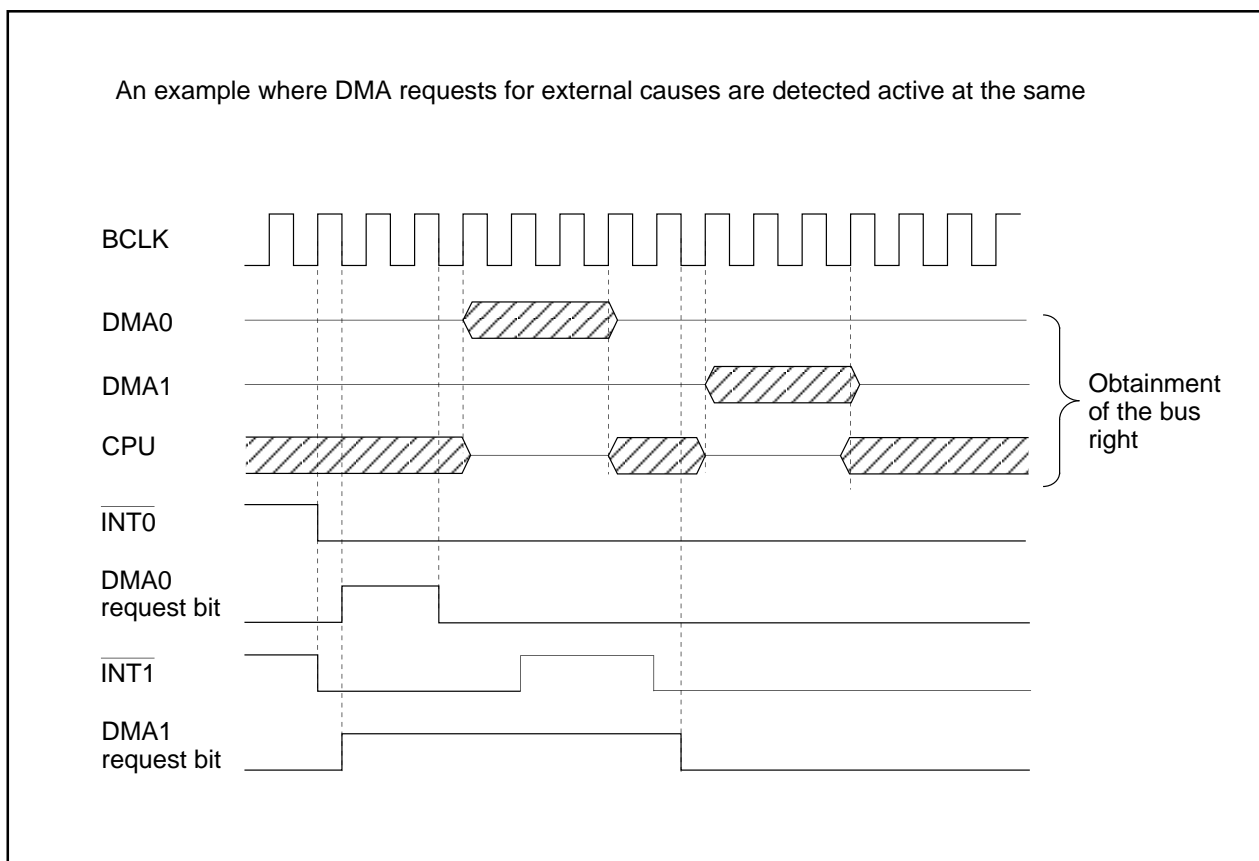 An example where DMA requests for external causes are detected active at the same
BCLK
DMA0
DMA1
CPU
Obtainment
of the bus
right
INT0
DMA0
request bit
INT1
DMA1
request bit